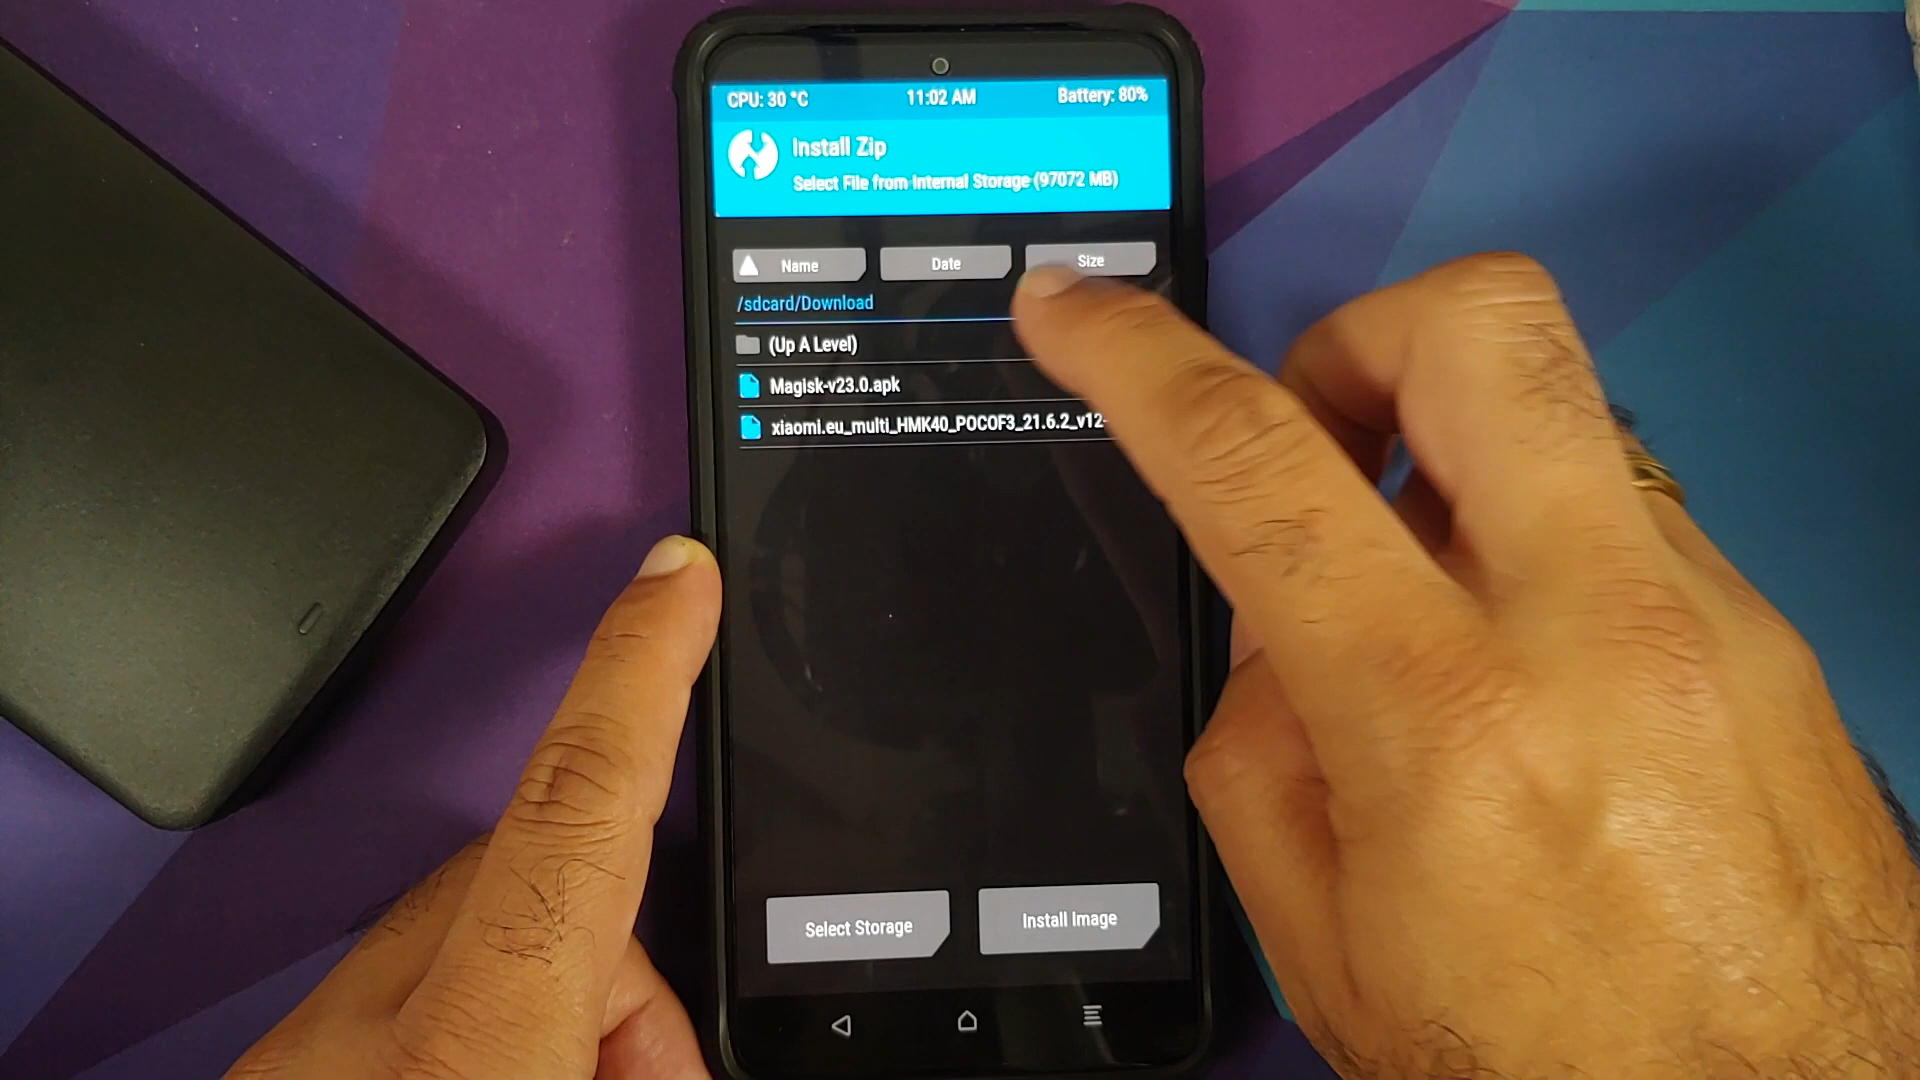 CPU: 30 °C 11:02 AM Battery: 80%
Install Zip
Select File from Internal Storage (97072 MB)
Name Date Size
/sdcard/Download
(Up A Level)
Magisk-v23.0.apk
xiaomi.eu_multi_HMK40_POCOF3_21.6.2_v12-
Select Storage Install Image